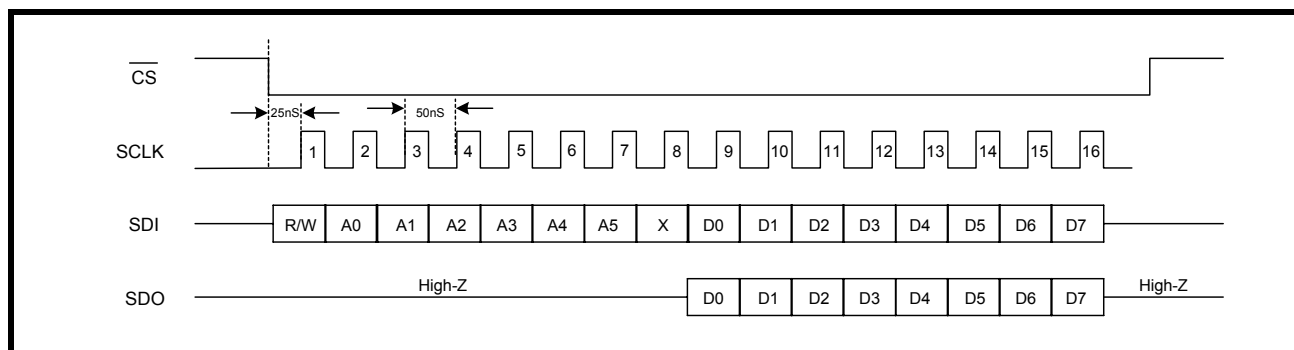 CS
25nS
50nS
SCLK
1 2 3 4 5 6 7 8 9 10 11 12 13 14 15 16
SDI
R/W A0 A1 A2 A3 A4 A5 X D0 D1 D2 D3 D4 D5 D6 D7
High-Z
SDO
D0 D1 D2 D3 D4 D5 D6 D7
High-Z